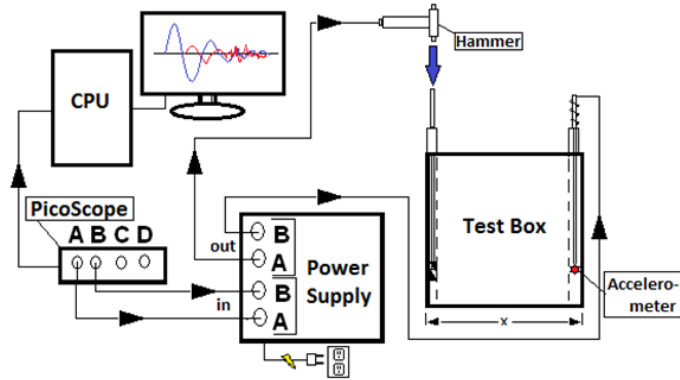 CPU
Hammer
PicoScope
A B C D
out
B
A
in
B
A
Power
Supply
Test Box
x
Accelero-
meter